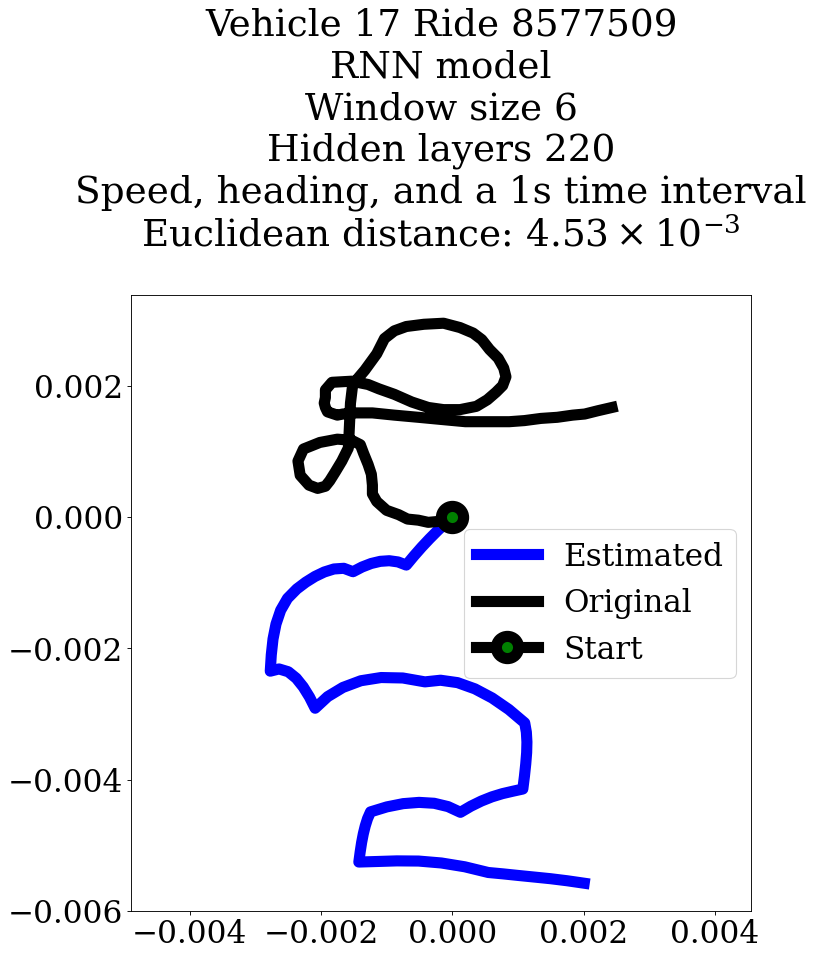 Vehicle 17 Ride 8577509
RNN model
Window size 6
Hidden layers 220
Speed, heading, and a 1s time interval
Euclidean distance: 4.53 × 10⁻³
0.002
0.000
−0.002
−0.004
−0.006
Estimated
Original
Start
−0.004 −0.002 0.000 0.002 0.004